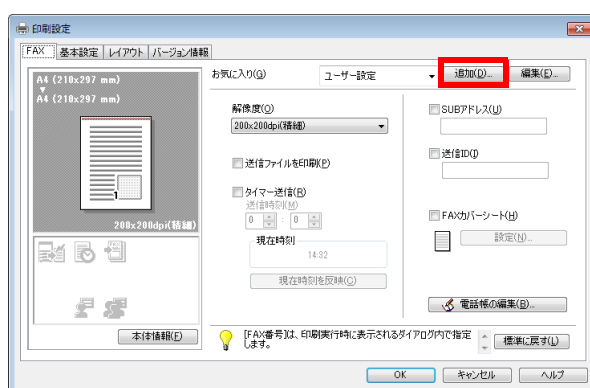 印刷設定
FAX 基本設定 レイアウト バージョン情報
A4 (210x297 mm)
A4 (210x297 mm)
1
200x200dpi(精細)
本体情報(F)
お気に入り(G) ユーザー設定 追加(D)... 編集(E)...
解像度(O)
200x200dpi(精細)
送信ファイルを印刷(P)
タイマー送信(R)
送信時刻(M)
0 : 0
現在時刻
14:32
現在時刻を反映(C)
SUBアドレス(U)
送信ID(I)
FAXカバーシート(H)
設定(N)...
電話帳の編集(B)...
[FAX番号]は、印刷実行時に表示されるダイアログ内で指定
します。
標準に戻す(L)
OK キャンセル ヘルプ